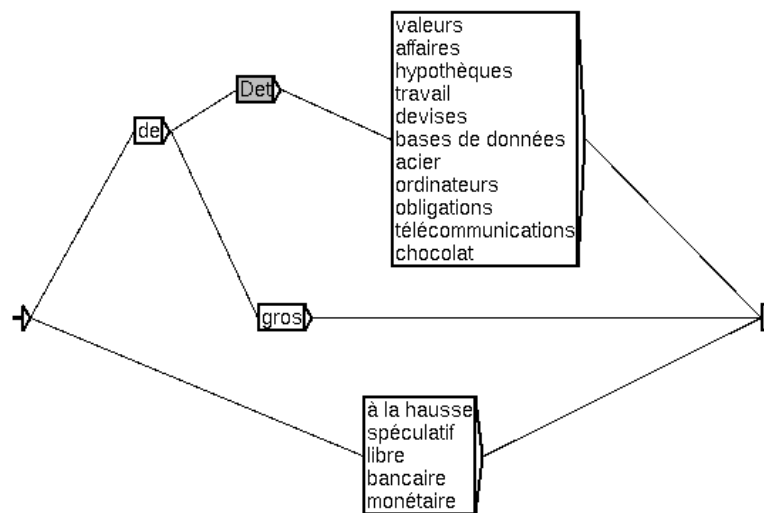 de
Det
valeurs
affaires
hypothèques
travail
devises
bases de données
acier
ordinateurs
obligations
télécommunications
chocolat
gros
à la hausse
spéculatif
libre
bancaire
monétaire